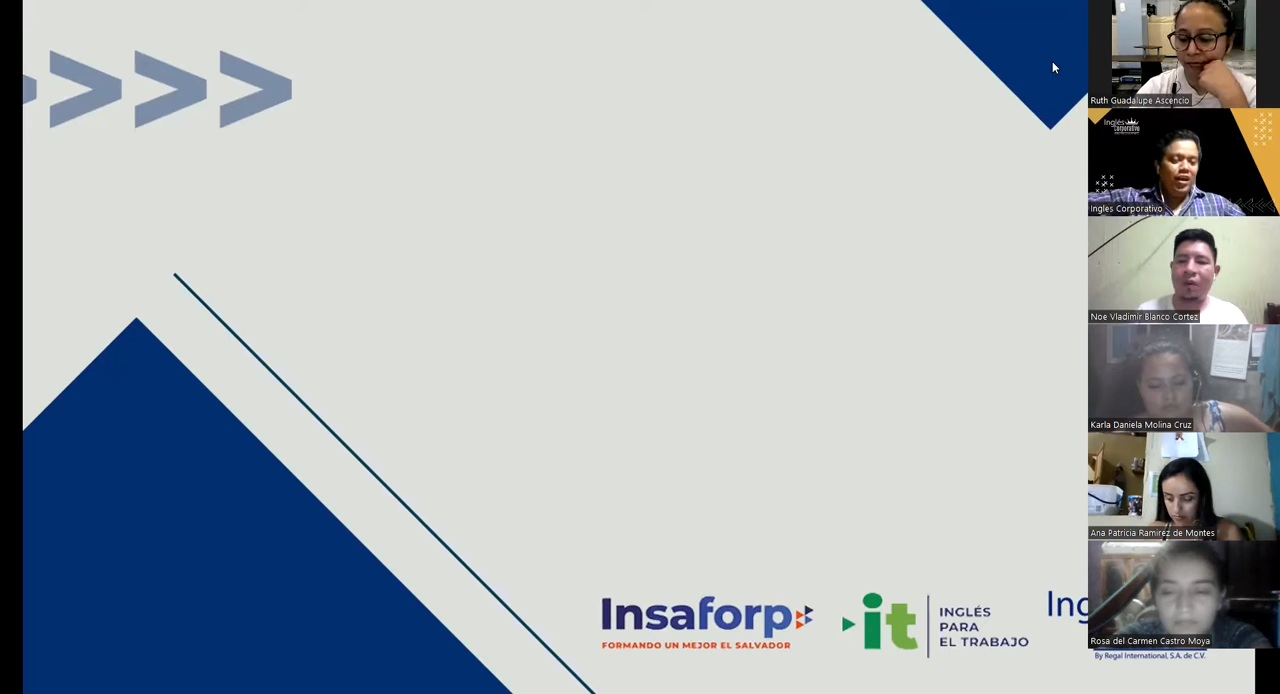 Insaforp
FORMANDO UN MEJOR EL SALVADOR
it
INGLÉS
PARA
EL TRABAJO
By Regal International, S.A. de C.V.
Ruth Guadalupe Ascencio
Inglés
Corporativo
Ingles Corporativo
Noe Vladimir Blanco Cortez
Karla Daniela Molina Cruz
Ana Patricia Ramirez de Montes
Rosa del Carmen Castro Moya